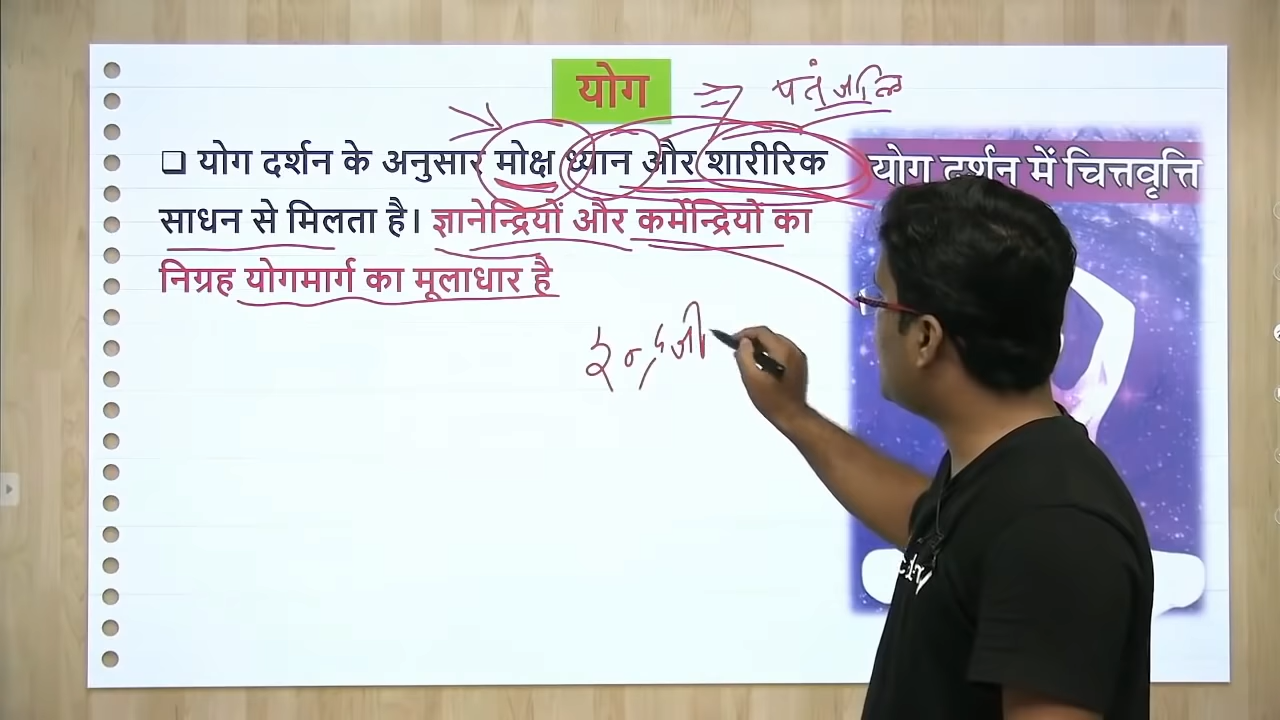 योग
पतंजलि
❑ योग दर्शन के अनुसार मोक्ष ध्यान और शारीरिक
साधन से मिलता है। ज्ञानेन्द्रियों और कर्मेन्द्रियों का
निग्रह योगमार्ग का मूलाधार है
योग दर्शन में चित्तवृत्ति